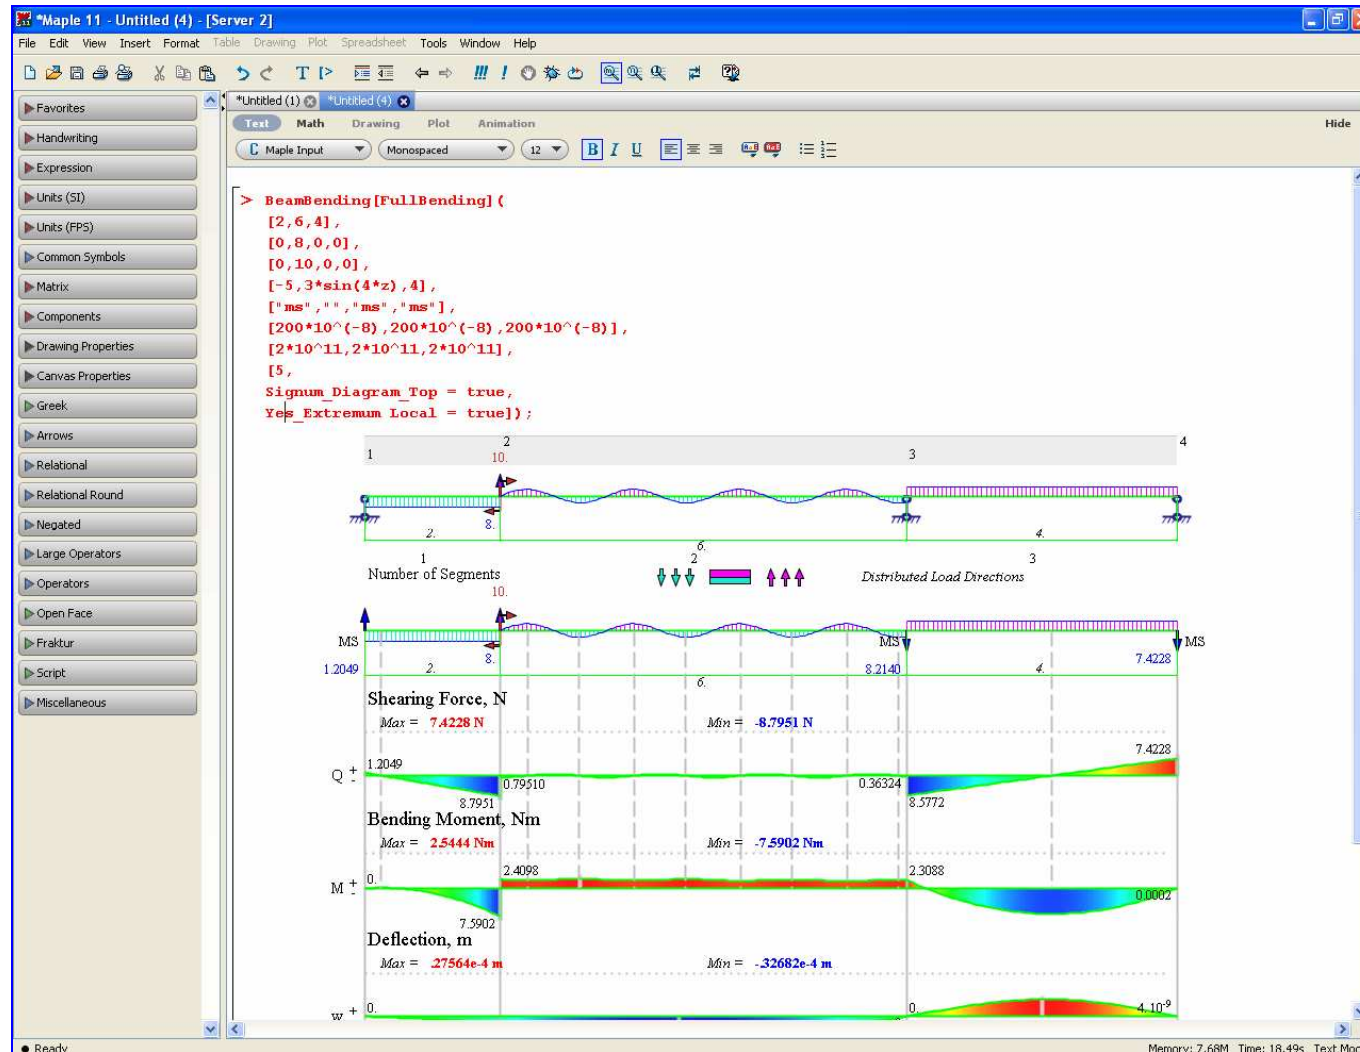 *Maple 11 - Untitled (4) - [Server 2]
File Edit View Insert Format Table Drawing Plot Spreadsheet Tools Window Help
*Untitled (1) *Untitled (4)
Text Math Drawing Plot Animation Hide
C Maple Input Monospaced 12 B I U
Favorites
Handwriting
Expression
Units (SI)
Units (FPS)
Common Symbols
Matrix
Components
Drawing Properties
Canvas Properties
Greek
Arrows
Relational
Relational Round
Negated
Large Operators
Operators
Open Face
Fraktur
Script
Miscellaneous
> BeamBending[FullBending](
[2,6,4],
[0,8,0,0],
[0,10,0,0],
[-5,3*sin(4*z),4],
["ms","","ms","ms"],
[200*10^(-8),200*10^(-8),200*10^(-8)],
[2*10^11,2*10^11,2*10^11],
[5,
Signum_Diagram_Top = true,
Yes_Extremum_Local = true]);
1 2 3 4
10.
8.
2. 6. 4.
1 2 3
Number of Segments Distributed Load Directions
10.
MS MS MS
8.
1.2049 2. 6. 8.2140 4. 7.4228
Shearing Force, N
Max = 7.4228 N Min = -8.7951 N
7.4228
1.2049
Q + -
0.79510 0.36324
8.7951 8.5772
Bending Moment, Nm
Max = 2.5444 Nm Min = -7.5902 Nm
0. 2.4098 2.3088
M + -
0.0002
7.5902
Deflection, m
Max = .27564e-4 m Min = -.32682e-4 m
0. 0. 4.10-9
w +
Ready Memory: 7.68M Time: 18.49s Text Mod